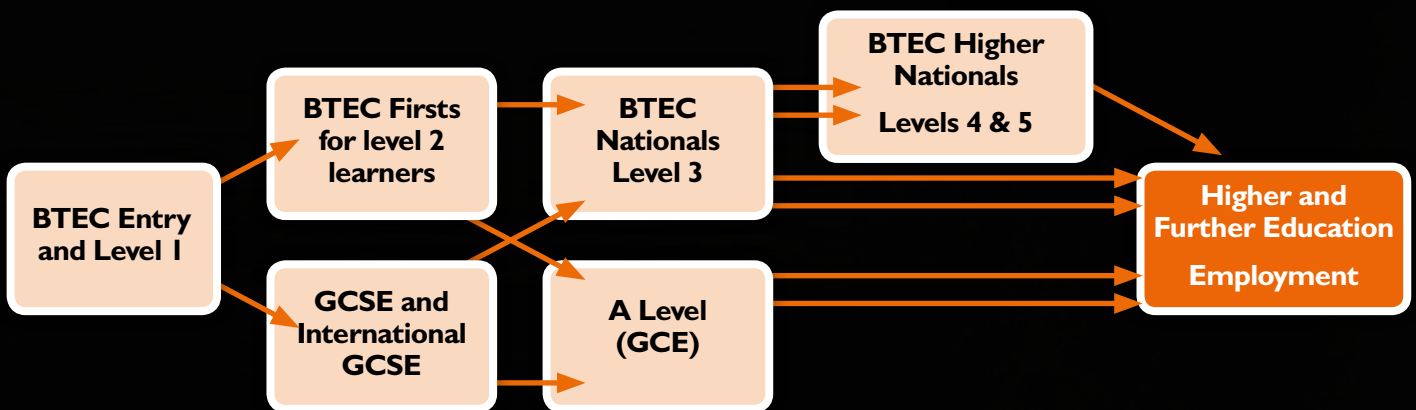 BTEC Entry
and Level 1
BTEC Firsts
for level 2
learners
GCSE and
International
GCSE
BTEC
Nationals
Level 3
A Level
(GCE)
BTEC Higher
Nationals
Levels 4 & 5
Higher and
Further Education
Employment